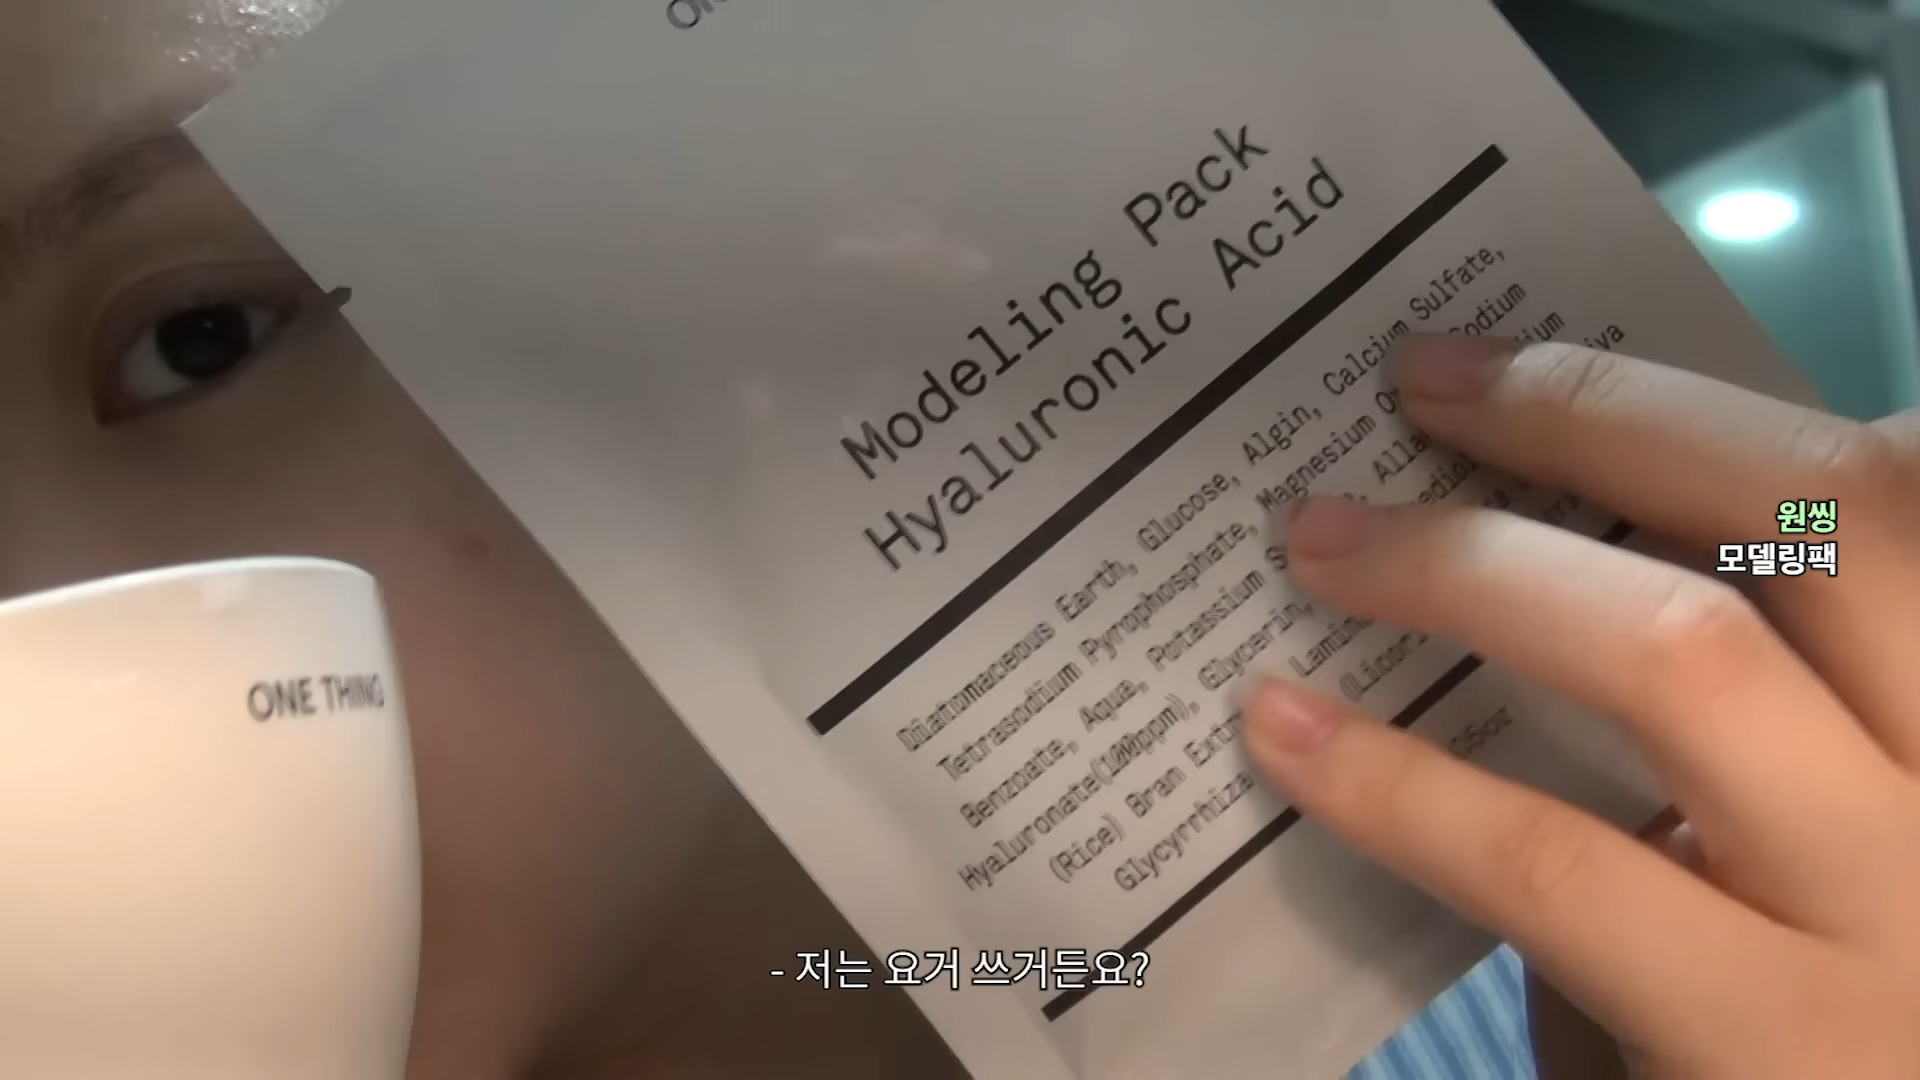 Modeling Pack
Hyaluronic Acid
Diatomaceous Earth, Glucose, Algin, Calcium Sulfate,
Tetrasodium Pyrophosphate, Magnesium
Benzoate, Aqua, Potassium
Hyaluronate(100ppm), Glycerin,
(Rice) Bran
Glycyrrhiza
ONE THING
원씽
모델링팩
- 저는 요거 쓰거든요?